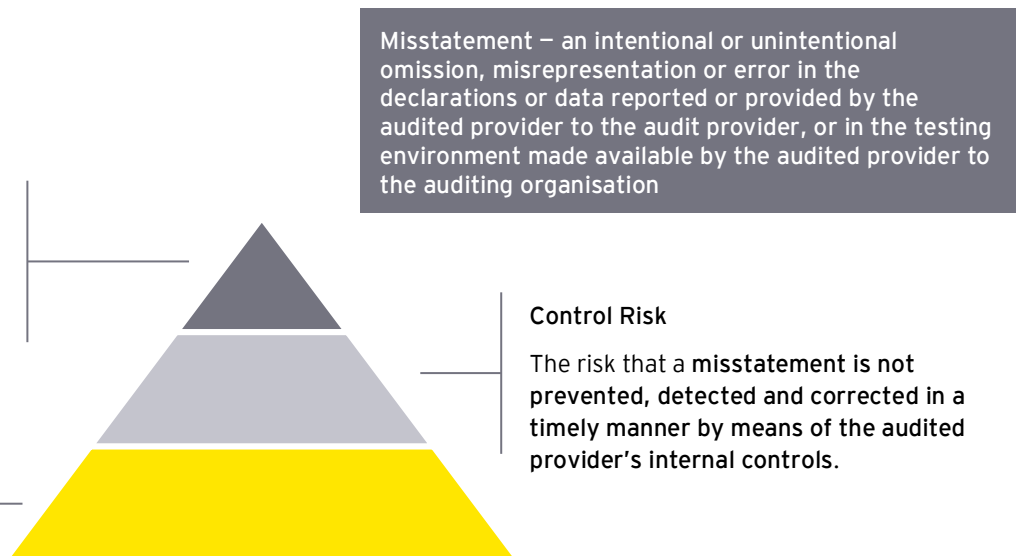 Misstatement – an intentional or unintentional
omission, misrepresentation or error in the
declarations or data reported or provided by the
audited provider to the audit provider, or in the testing
environment made available by the audited provider to
the auditing organisation
Control Risk
The risk that a misstatement is not
prevented, detected and corrected in a
timely manner by means of the audited
provider's internal controls.